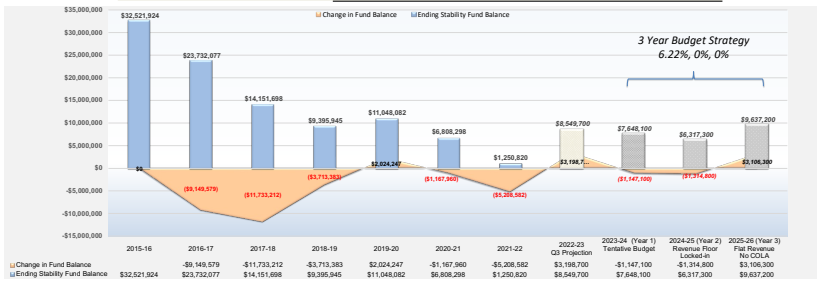 $35,000,000
$30,000,000
$25,000,000
$20,000,000
$15,000,000
$10,000,000
$5,000,000
$0
-$5,000,000
-$10,000,000
-$15,000,000
Change in Fund Balance Ending Stability Fund Balance
3 Year Budget Strategy
6.22%, 0%, 0%
$32,521,924
$23,732,077
$14,151,698
$9,395,945
$11,048,082
$6,808,298
$1,250,820
$8,549,700
$7,648,100
$6,317,300
$9,637,200
$0
($9,149,579)
($11,733,212)
($3,713,383)
$2,024,247
($1,167,960)
($5,208,582)
$3,198,7...
($1,147,100)
($1,314,800)
$3,106,300
2015-16 2016-17 2017-18 2018-19 2019-20 2020-21 2021-22
2022-23
Q3 Projection
2023-24 (Year 1)
Tentative Budget
2024-25 (Year 2)
Revenue Floor
Locked-in
2025-26 (Year 3)
Flat Revenue
No COLA
Change in Fund Balance -$9,149,579 -$11,733,212 -$3,713,383 $2,024,247 -$1,167,960 -$5,208,582 $3,198,700 -$1,147,100 -$1,314,800 $3,106,300
Ending Stability Fund Balance $32,521,924 $23,732,077 $14,151,698 $9,395,945 $11,048,082 $6,808,298 $1,250,820 $8,549,700 $7,648,100 $6,317,300 $9,637,200